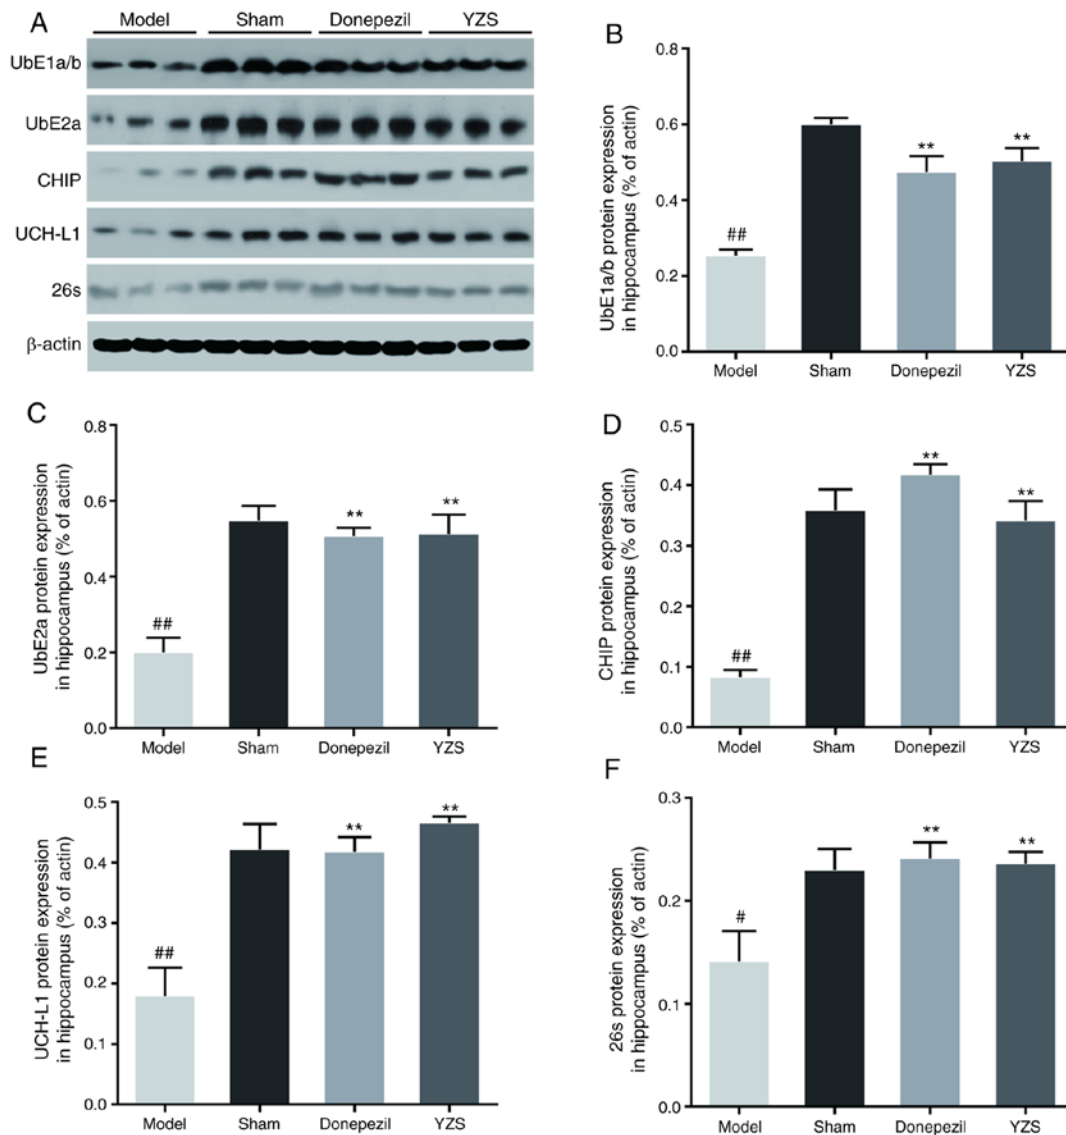 A
Model Sham Donepezil YZS
UbE1a/b
UbE2a
CHIP
UCH-L1
26s
β-actin
B
UbE1a/b protein expression
in hippocampus (% of actin)
0.8
0.6
0.4
0.2
0.0
##
**
**
Model Sham Donepezil YZS
C
UbE2a protein expression
in hippocampus (% of actin)
0.8
0.6
0.4
0.2
0.0
##
**
**
Model Sham Donepezil YZS
D
CHIP protein expression
in hippocampus (% of actin)
0.5
0.4
0.3
0.2
0.1
0.0
##
**
**
Model Sham Donepezil YZS
E
UCH-L1 protein expression
in hippocampus (% of actin)
0.5
0.4
0.3
0.2
0.1
0.0
##
**
**
Model Sham Donepezil YZS
F
26s protein expression
in hippocampus (% of actin)
0.3
0.2
0.1
0.0
#
**
**
Model Sham Donepezil YZS